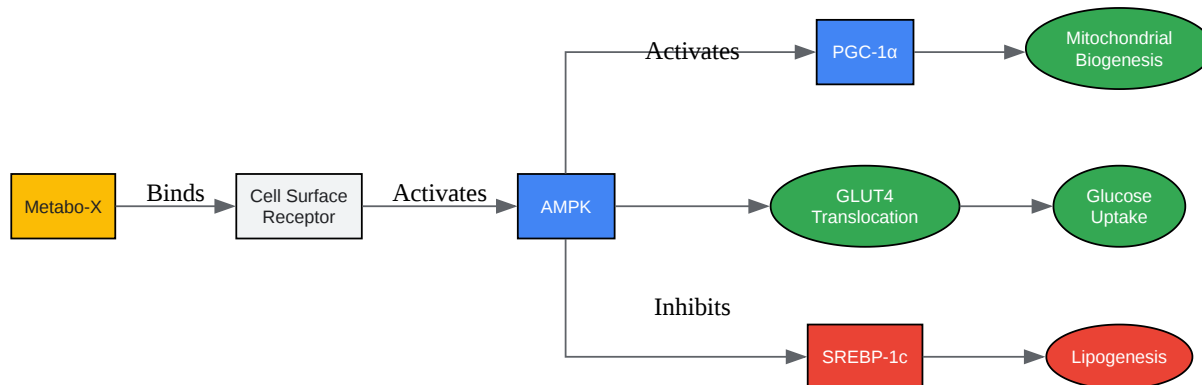 Activates
PGC-1α
Mitochondrial
Biogenesis
Metabo-X
Binds
Cell Surface
Receptor
Activates
AMPK
GLUT4
Translocation
Glucose
Uptake
Inhibits
SREBP-1c
Lipogenesis